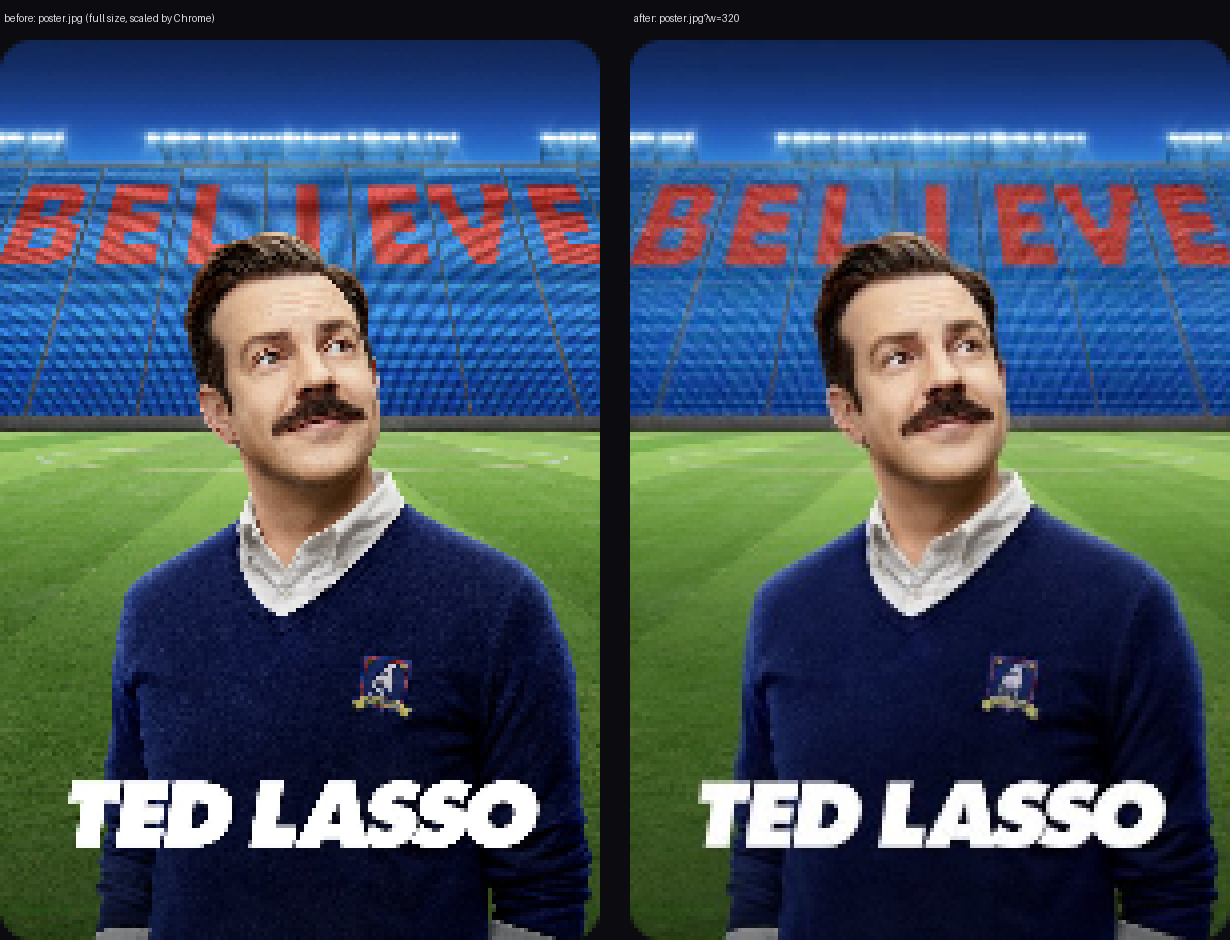 before: poster.jpg (full size, scaled by Chrome)
after: poster.jpg?w=320
BELIEVE
BELIEVE
TED LASSO
TED LASSO